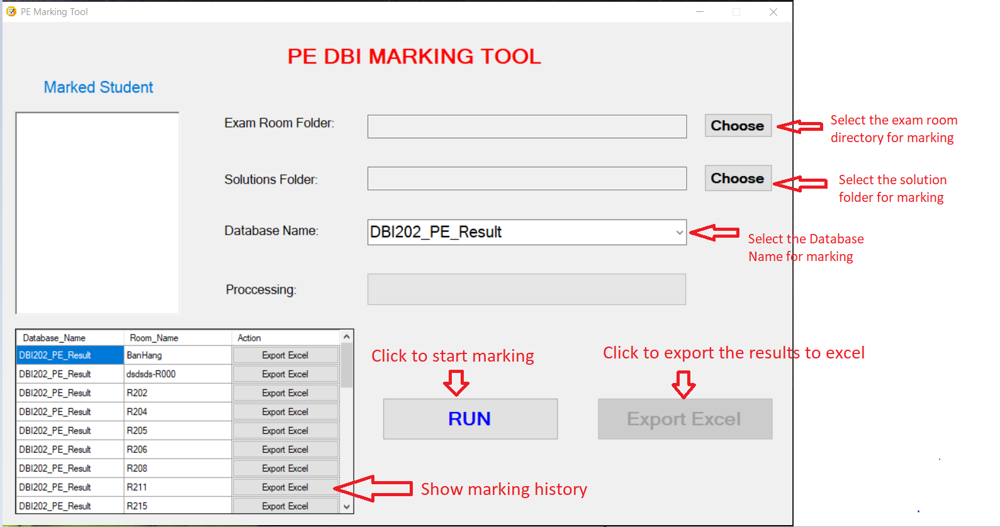 PE Marking Tool
PE DBI MARKING TOOL
Marked Student
Exam Room Folder:
Choose
Select the exam room
directory for marking
Solutions Folder:
Choose
Select the solution
folder for marking
Database Name:
DBI202_PE_Result
Select the Database
Name for marking
Proccessing:
Database_Name Room_Name Action
DBI202_PE_Result BanHang Export Excel
DBI202_PE_Result dsdsds-R000 Export Excel
DBI202_PE_Result R202 Export Excel
DBI202_PE_Result R204 Export Excel
DBI202_PE_Result R205 Export Excel
DBI202_PE_Result R206 Export Excel
DBI202_PE_Result R208 Export Excel
DBI202_PE_Result R211 Export Excel
DBI202_PE_Result R215 Export Excel
Click to start marking
Click to export the results to excel
RUN
Export Excel
Show marking history